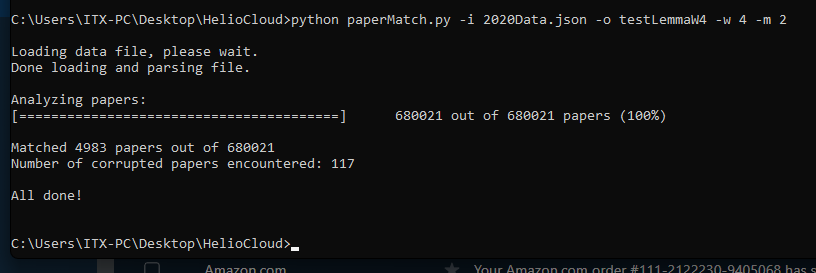 C:\Users\ITX-PC\Desktop\HelioCloud>python paperMatch.py -i 2020Data.json -o testLemmaW4 -w 4 -m 2
Loading data file, please wait.
Done loading and parsing file.
Analyzing papers:
[=======================================] 680021 out of 680021 papers (100%)
Matched 4983 papers out of 680021
Number of corrupted papers encountered: 117
All done!
C:\Users\ITX-PC\Desktop\HelioCloud>
Amazon.com Your Amazon.com order #111-2122230-9405068 has s